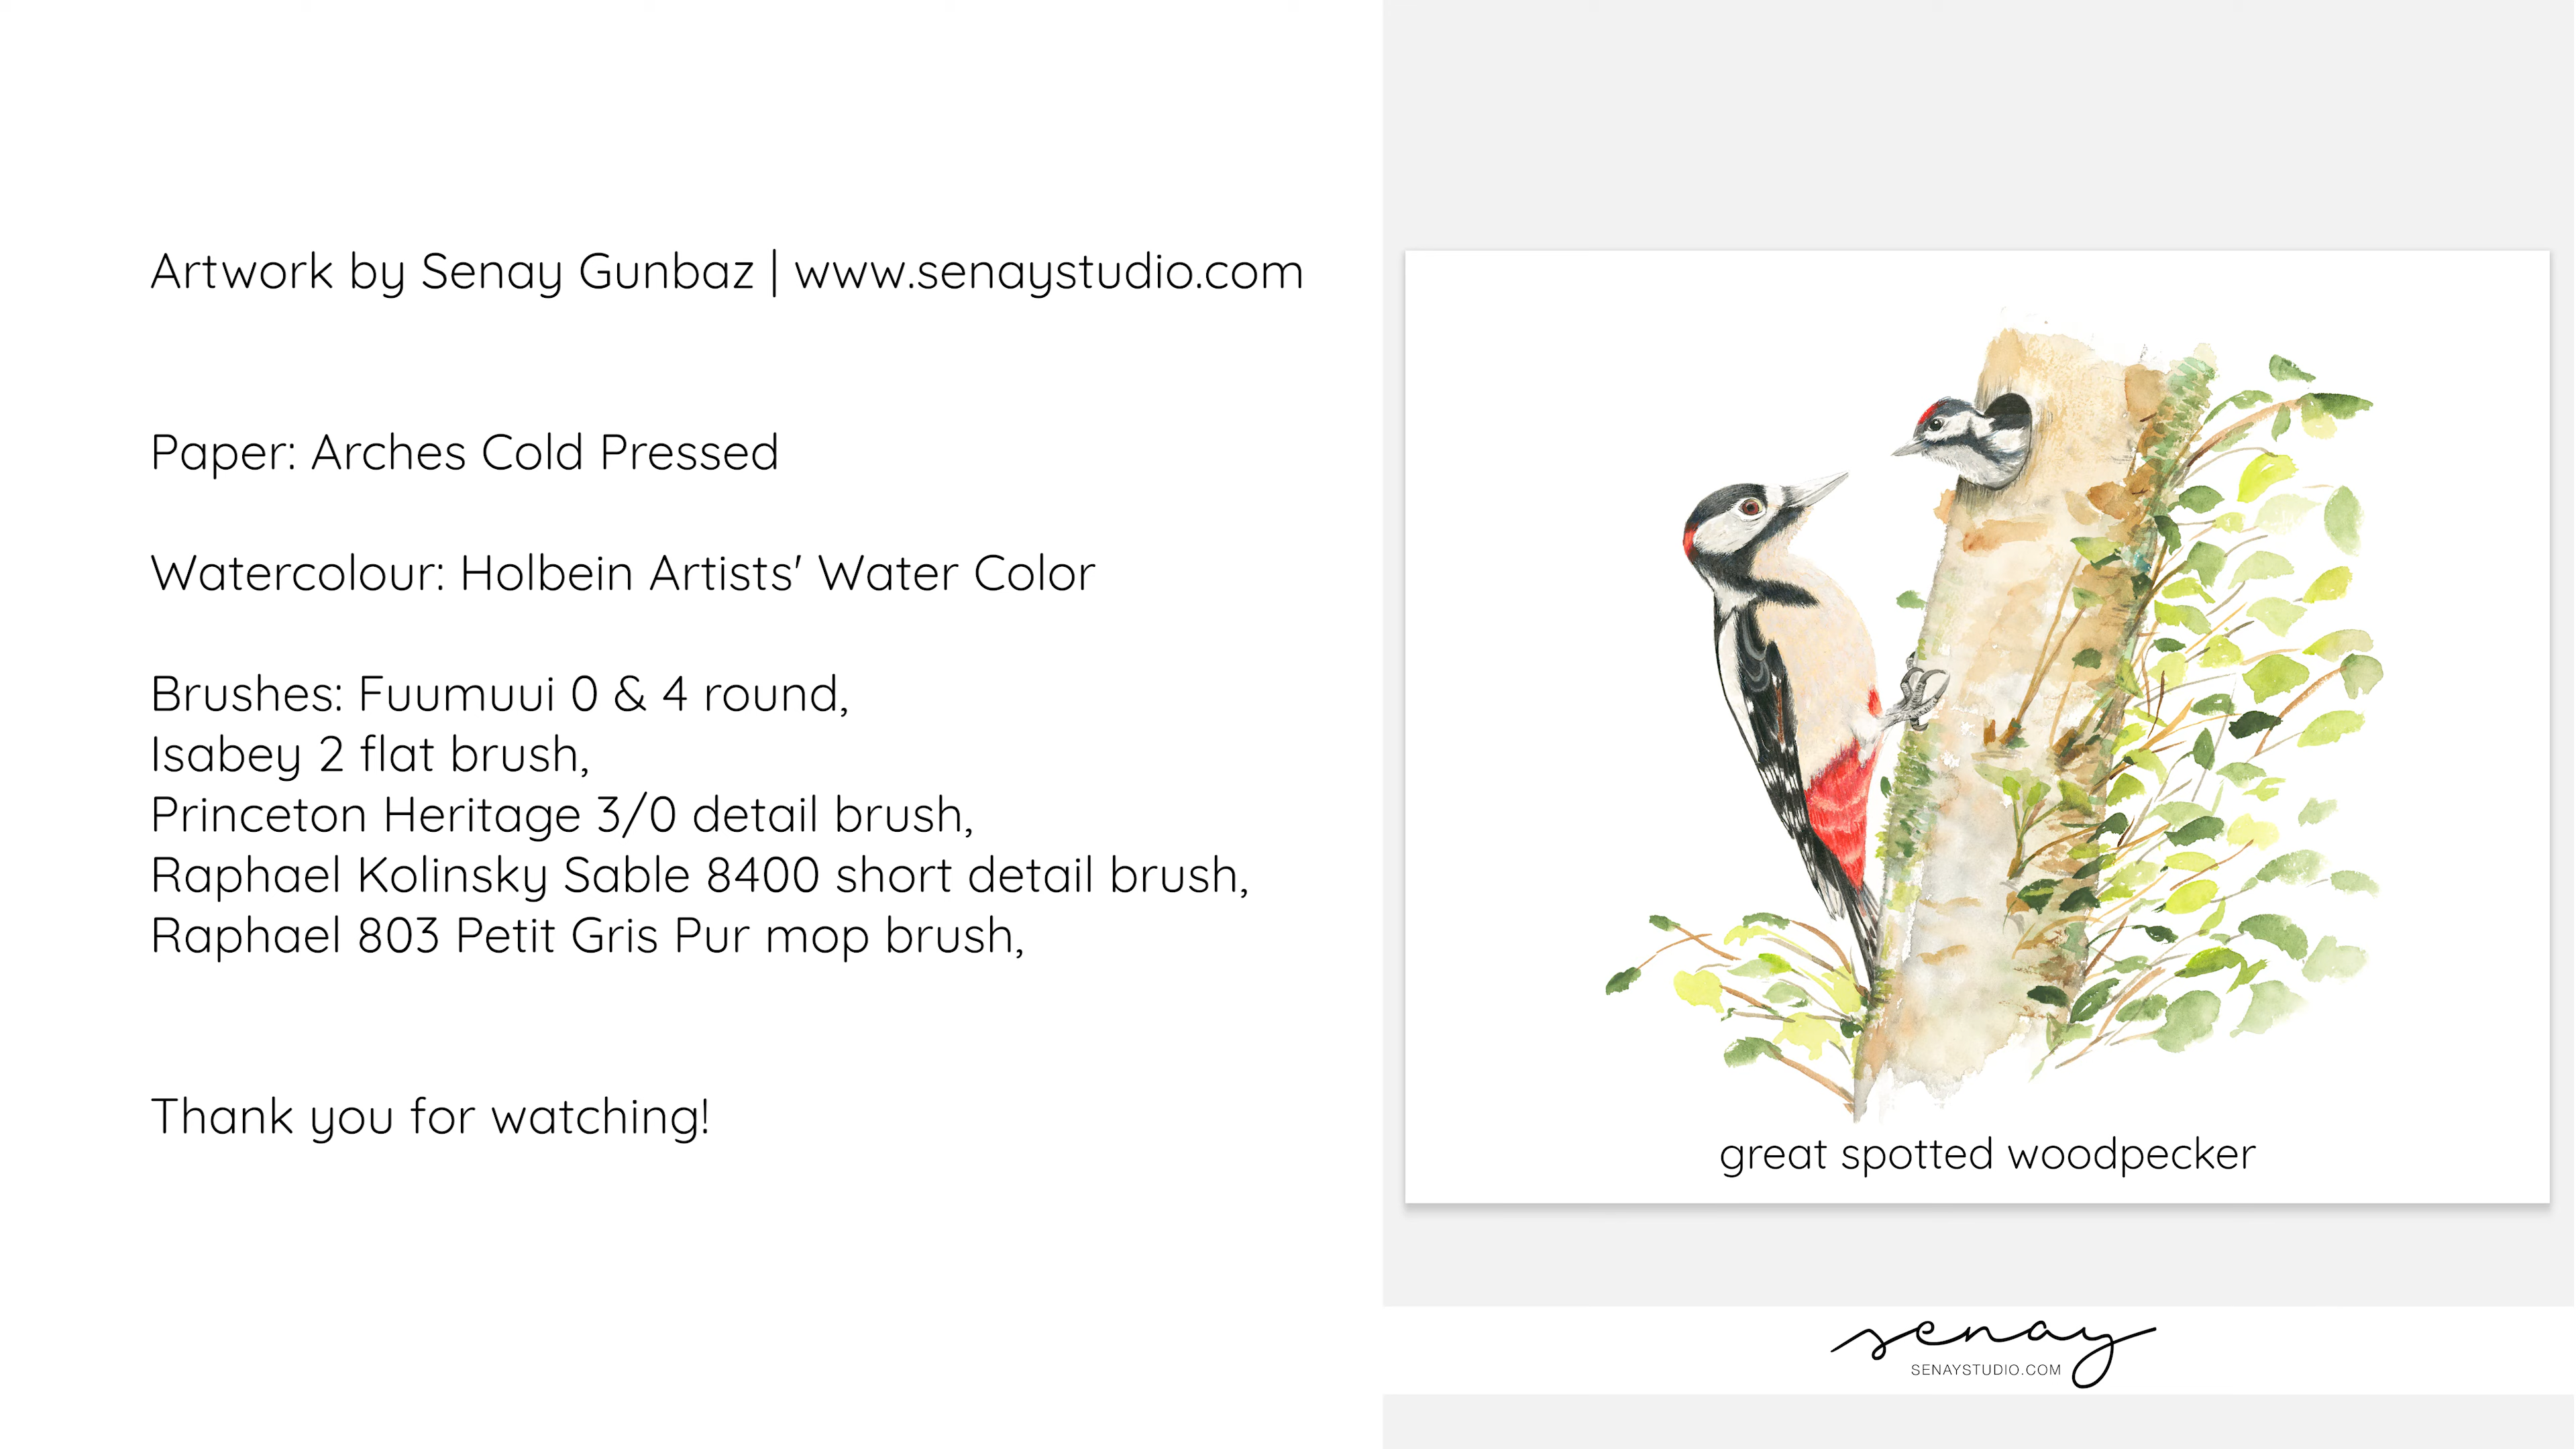 Artwork by Senay Gunbaz | www.senaystudio.com
Paper: Arches Cold Pressed
Watercolour: Holbein Artists' Water Color
Brushes: Fuumuui 0 & 4 round,
Isabey 2 flat brush,
Princeton Heritage 3/0 detail brush,
Raphael Kolinsky Sable 8400 short detail brush,
Raphael 803 Petit Gris Pur mop brush,
Thank you for watching!
great spotted woodpecker
senay
SENAYSTUDIO.COM